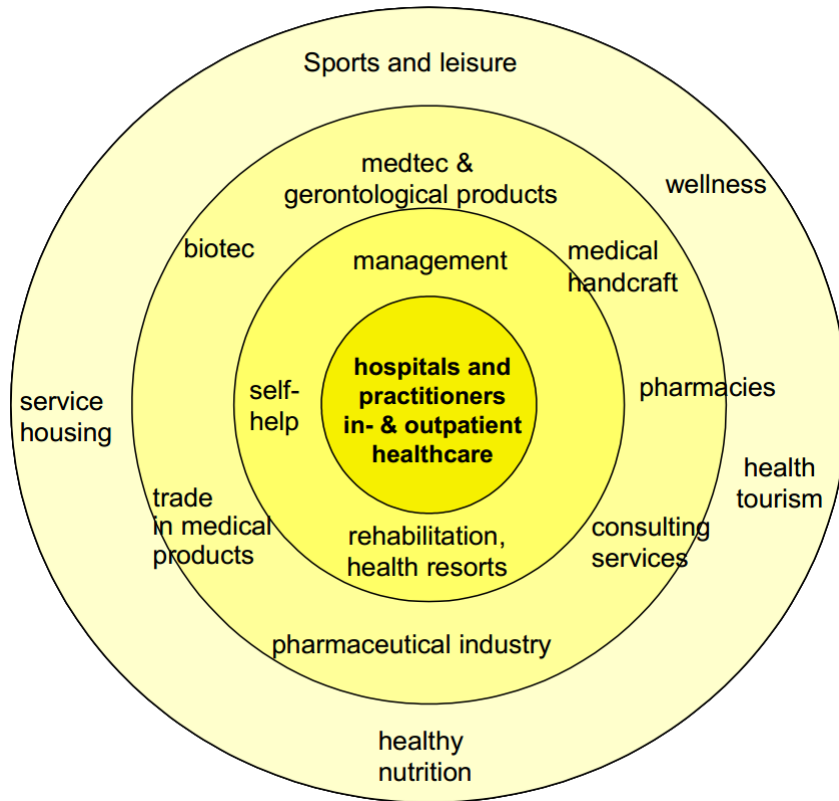 Sports and leisure
medtec &
gerontological products
wellness
biotec
management
medical
handcraft
hospitals and
practitioners
in- & outpatient
healthcare
self-
help
pharmacies
service
housing
health
tourism
trade
in medical
products
rehabilitation,
health resorts
consulting
services
pharmaceutical industry
healthy
nutrition